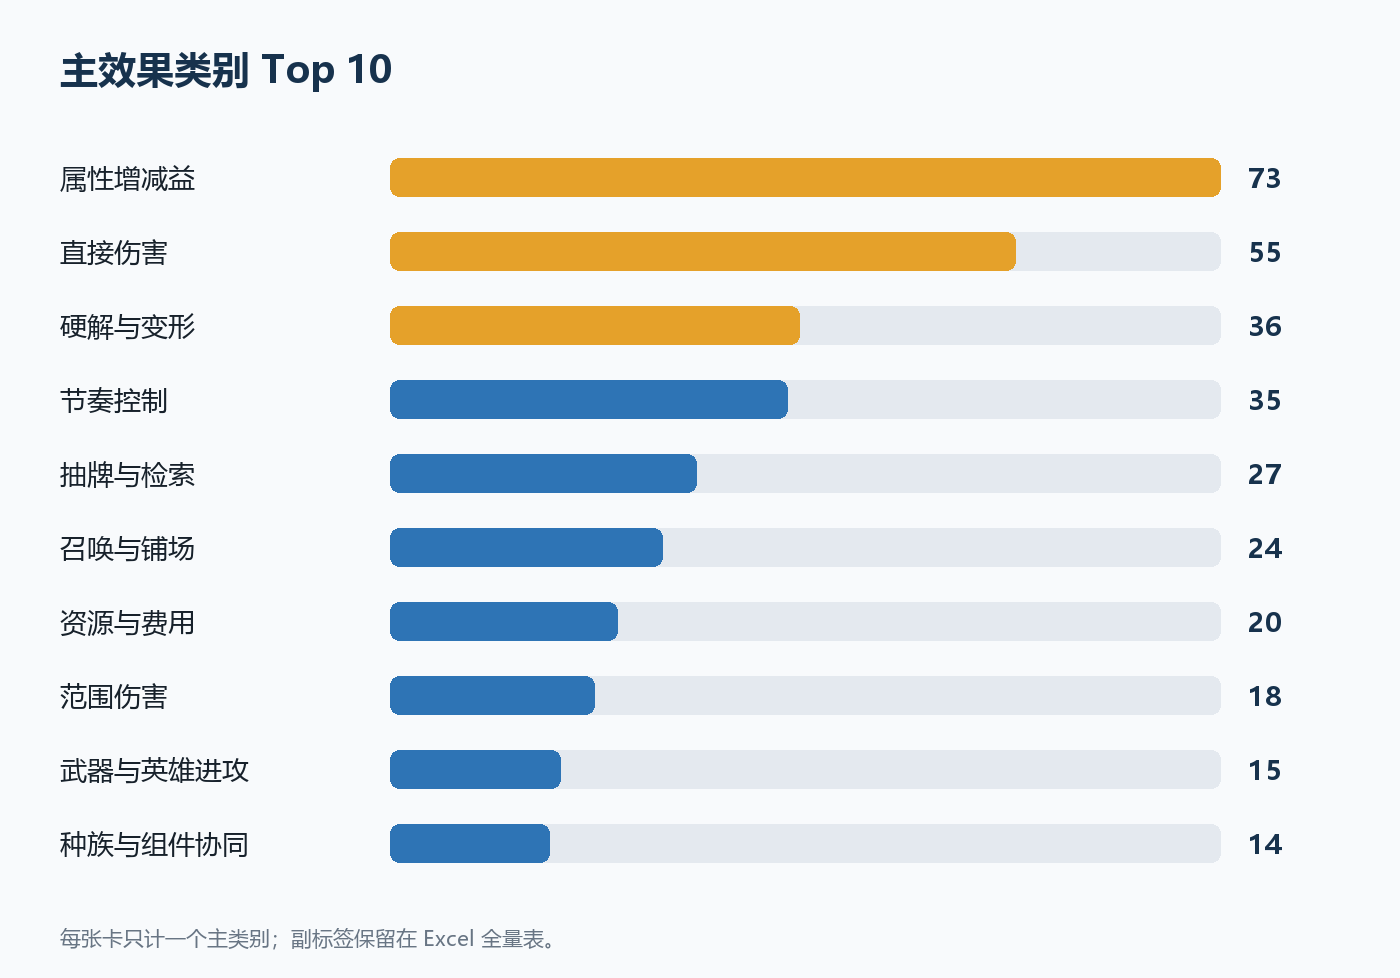 主效果类别 Top 10
属性增减益 73
直接伤害 55
硬解与变形 36
节奏控制 35
抽牌与检索 27
召唤与铺场 24
资源与费用 20
范围伤害 18
武器与英雄进攻 15
种族与组件协同 14
每张卡只计一个主类别；副标签保留在 Excel 全量表。